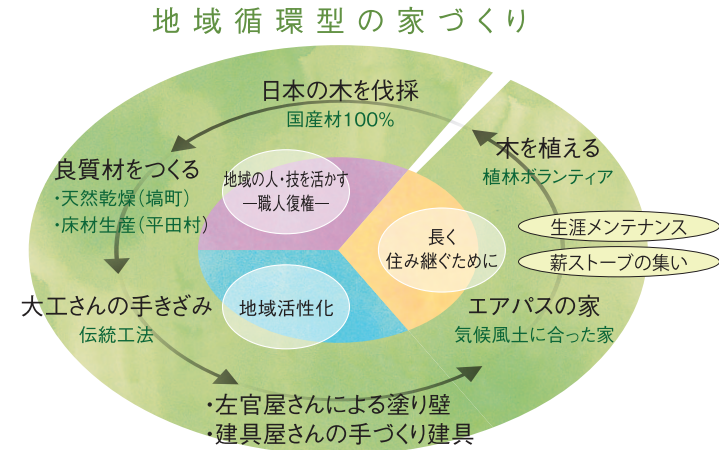 地域循環型の家づくり
日本の木を伐採
国産材100%
木を植える
植林ボランティア
良質材をつくる
・天然乾燥（塙町）
・床材生産（平田村）
地域の人・技を活かす
―職人復権―
長く
住み継ぐために
生涯メンテナンス
薪ストーブの集い
地域活性化
大工さんの手きざみ
伝統工法
エアパスの家
気候風土に合った家
・左官屋さんによる塗り壁
・建具屋さんの手づくり建具